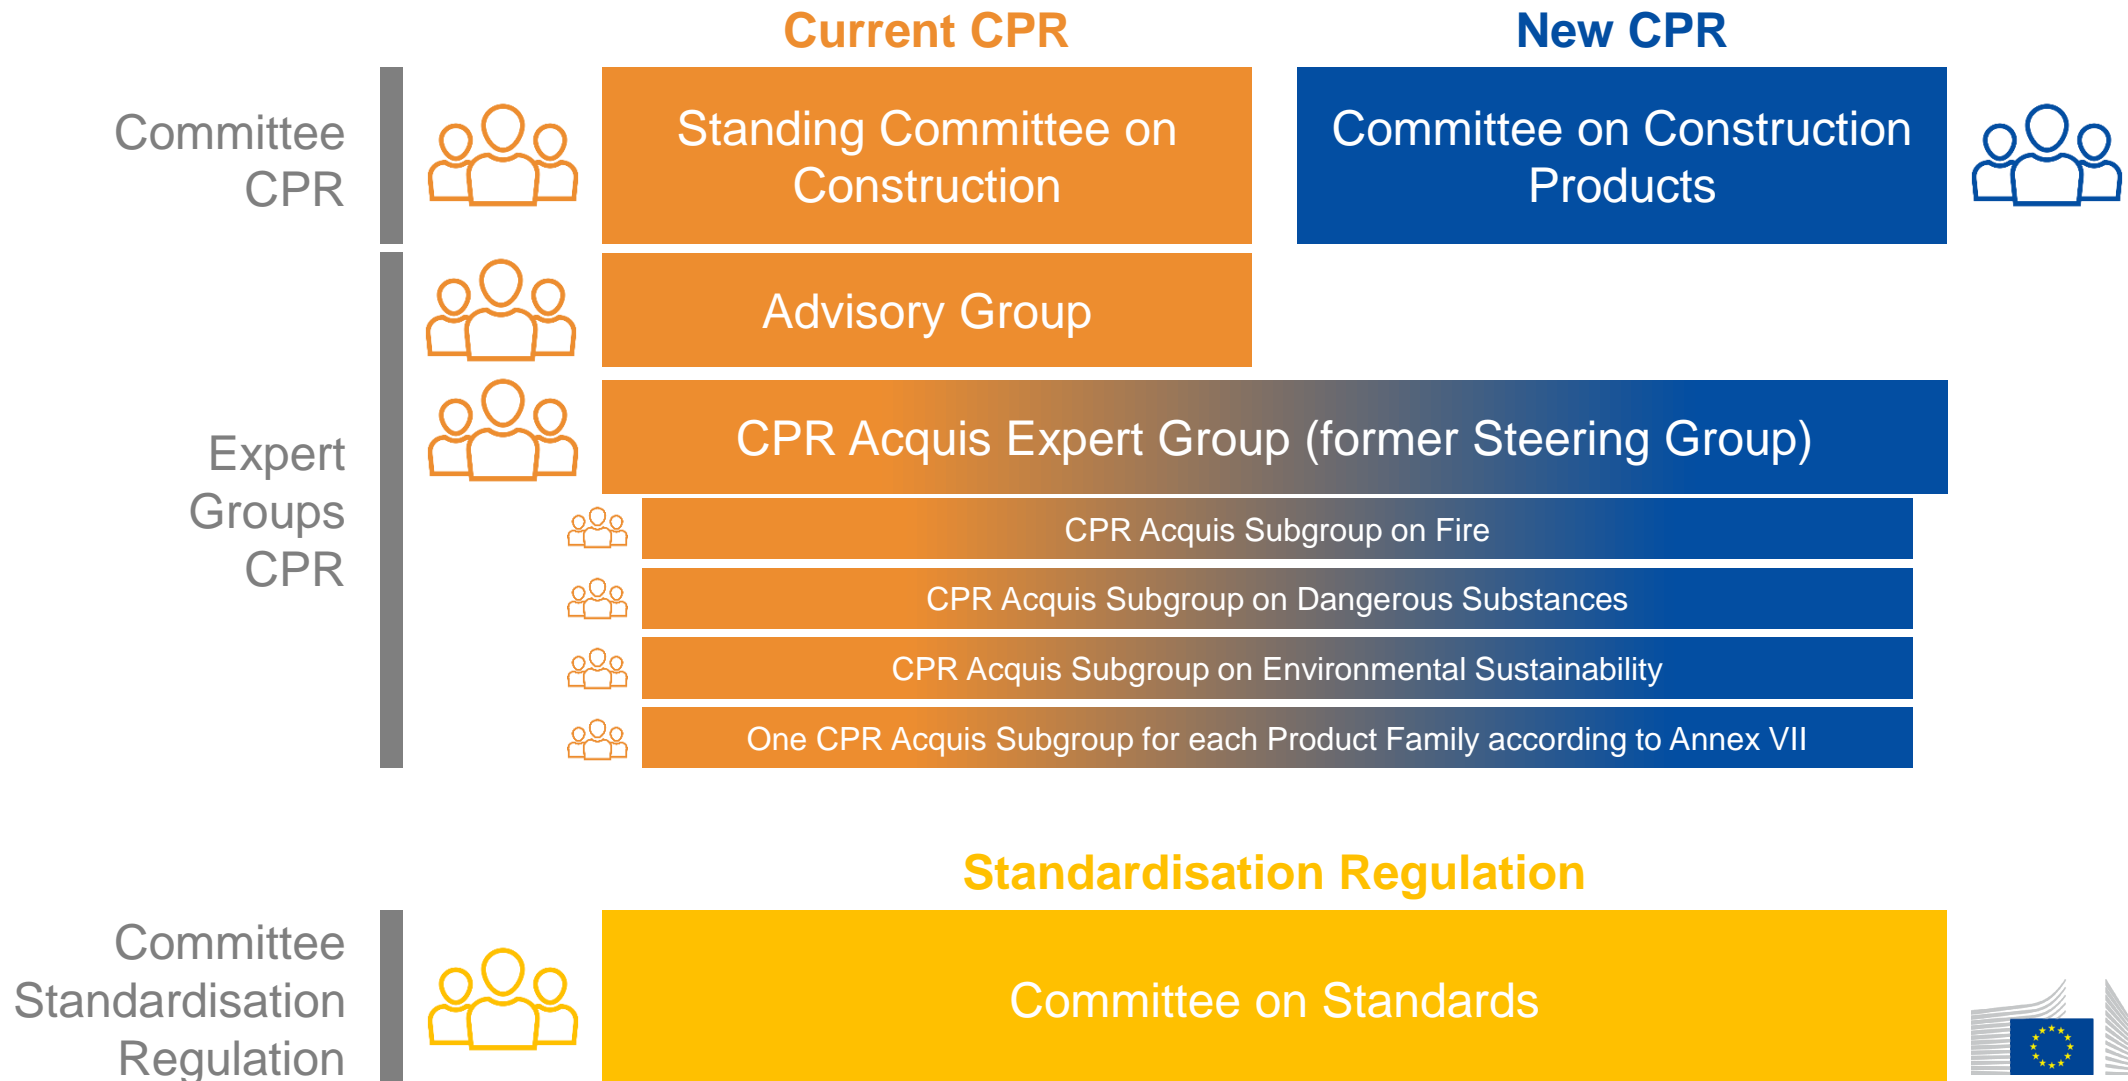 Current CPR
New CPR
Committee
CPR
Standing Committee on
Construction
Committee on Construction
Products
Expert
Groups
CPR
Advisory Group
CPR Acquis Expert Group (former Steering Group)
CPR Acquis Subgroup on Fire
CPR Acquis Subgroup on Dangerous Substances
CPR Acquis Subgroup on Environmental Sustainability
One CPR Acquis Subgroup for each Product Family according to Annex VII
Standardisation Regulation
Committee
Standardisation
Regulation
Committee on Standards